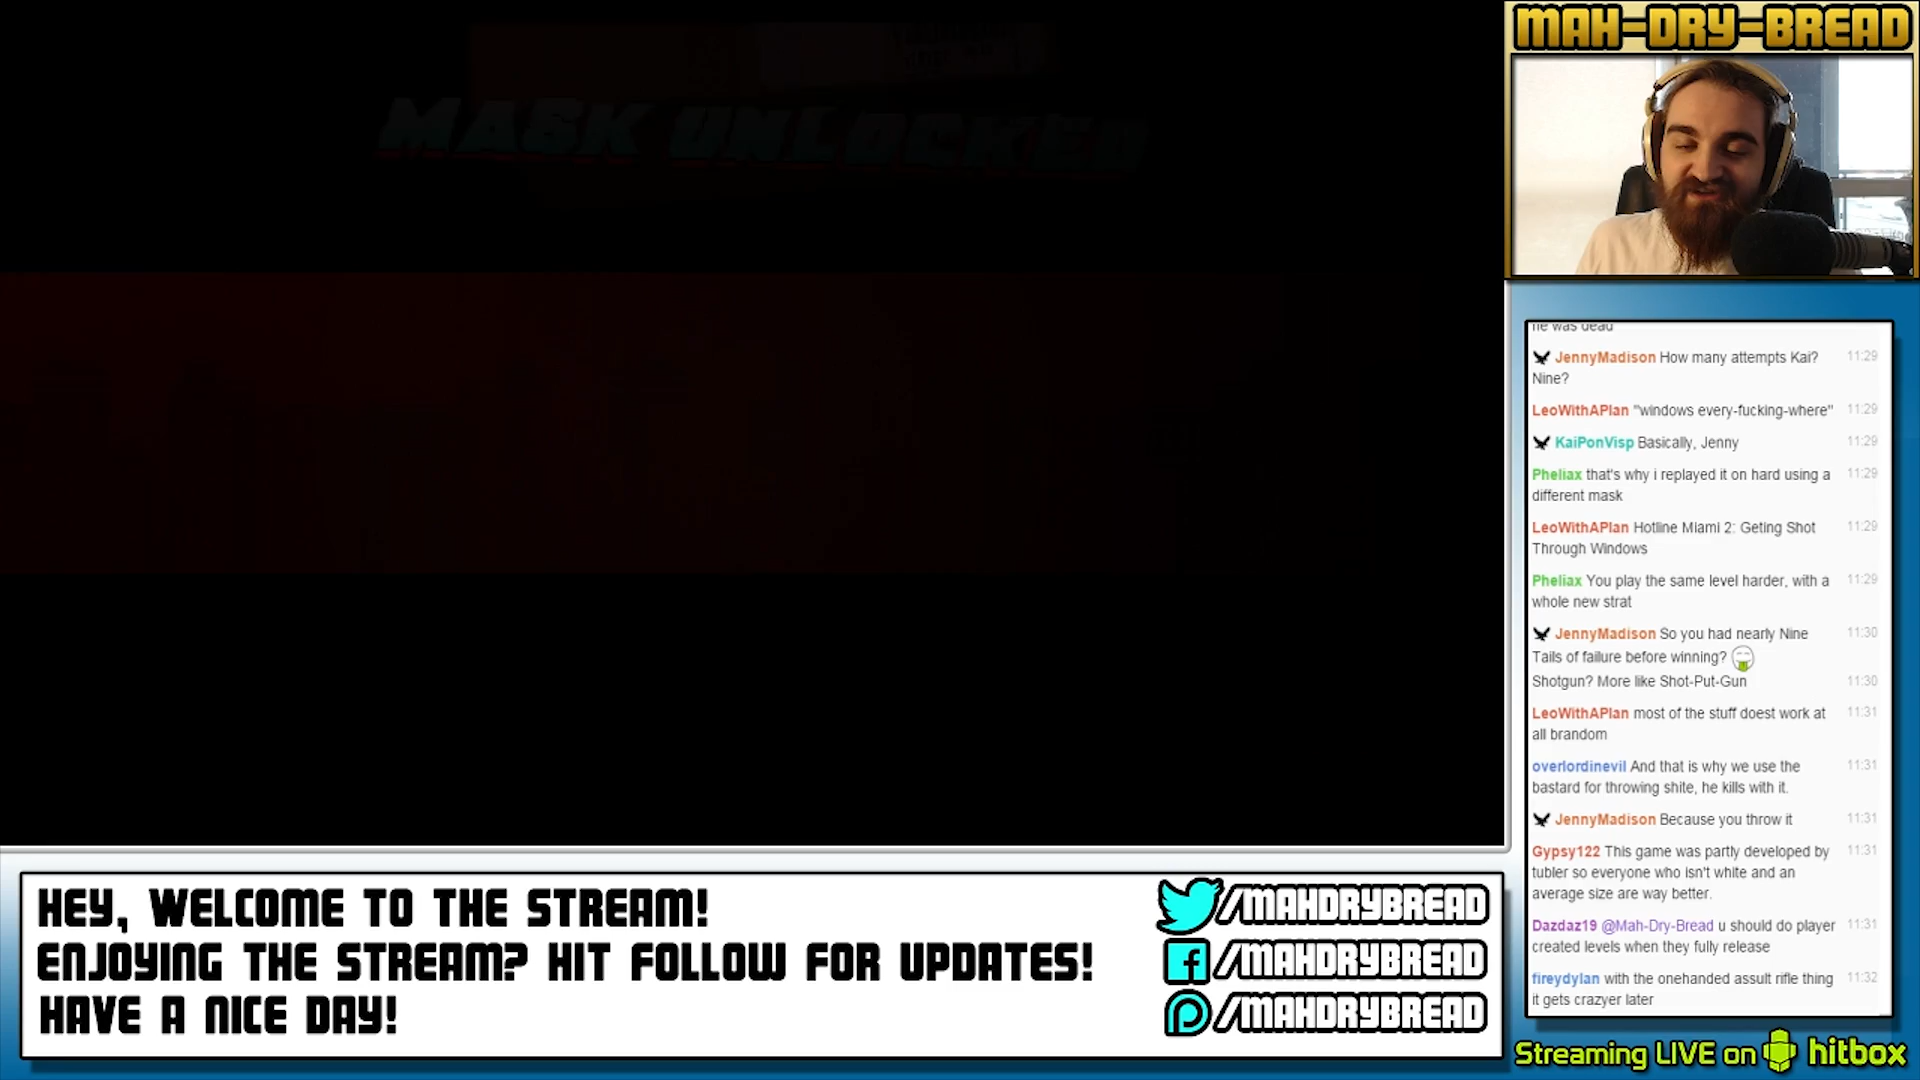 MASK UNLOCKED
MAH-DRY-BREAD
he was dead
JennyMadison How many attempts Kai? 11:29
Nine?
LeoWithAPlan "windows every-fucking-where" 11:29
KaiPonVisp Basically, Jenny 11:29
Pheliax that's why i replayed it on hard using a 11:29
different mask
LeoWithAPlan Hotline Miami 2: Geting Shot 11:29
Through Windows
Pheliax You play the same level harder, with a 11:29
whole new strat
JennyMadison So you had nearly Nine 11:30
Tails of failure before winning?
Shotgun? More like Shot-Put-Gun 11:30
LeoWithAPlan most of the stuff doest work at 11:31
all brandom
overlordinevil And that is why we use the 11:31
bastard for throwing shite, he kills with it.
JennyMadison Because you throw it 11:31
Gypsy122 This game was partly developed by 11:31
tubler so everyone who isn't white and an
average size are way better.
Dazdaz19 @Mah-Dry-Bread u should do player 11:31
created levels when they fully release
fireydylan with the onehanded assult rifle thing 11:32
it gets crazyer later
HEY, WELCOME TO THE STREAM!
ENJOYING THE STREAM? HIT FOLLOW FOR UPDATES!
HAVE A NICE DAY!
/MAHDRYBREAD
/MAHDRYBREAD
/MAHDRYBREAD
Streaming LIVE on hitbox